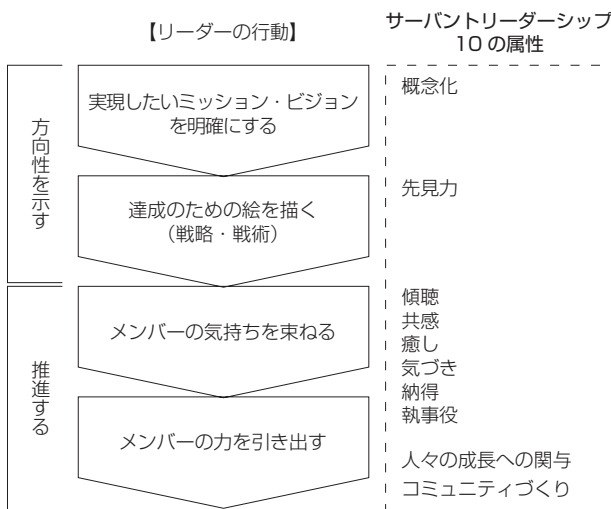 【リーダーの行動】
サーバントリーダーシップ
10 の属性
方向性を示す
実現したいミッション・ビジョン
を明確にする
概念化
達成のための絵を描く
（戦略・戦術）
先見力
推進する
メンバーの気持ちを束ねる
傾聴
共感
癒し
気づき
納得
執事役
メンバーの力を引き出す
人々の成長への関与
コミュニティづくり